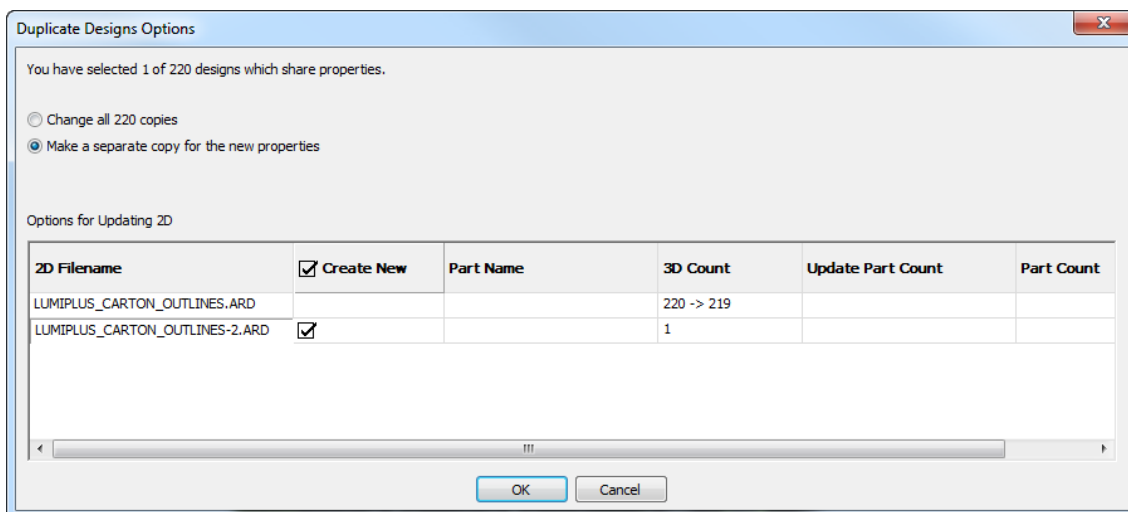 Duplicate Designs Options
You have selected 1 of 220 designs which share properties.
Change all 220 copies
Make a separate copy for the new properties
Options for Updating 2D
2D Filename Create New Part Name 3D Count Update Part Count Part Count
LUMIPLUS_CARTON_OUTLINES.ARD 220 -> 219
LUMIPLUS_CARTON_OUTLINES-2.ARD 1
OK Cancel